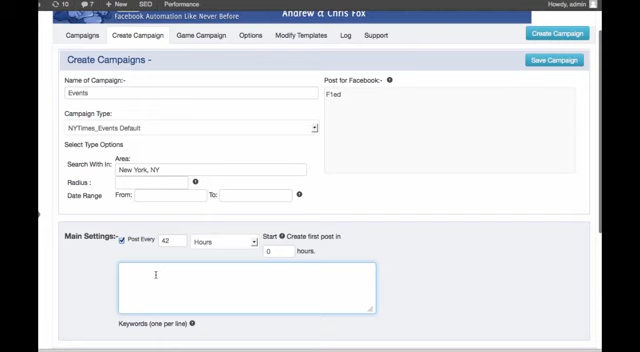 10 7 + New SEO Performance Howdy, admin
Facebook Automation Like Never Before
Andrew & Chris Fox
Campaigns Create Campaign Game Campaign Options Modify Templates Log Support Create Campaign
Create Campaigns - Save Campaign
Name of Campaign:- Post for Facebook:-
Events F1ed
Campaign Type:
NYTimes_Events Default
Select Type Options
Area:
Search With In: New York, NY
Radius :
Date Range From: To:
Main Settings:- Post Every 42 Hours Start Create first post in
0 hours.
Keywords (one per line)